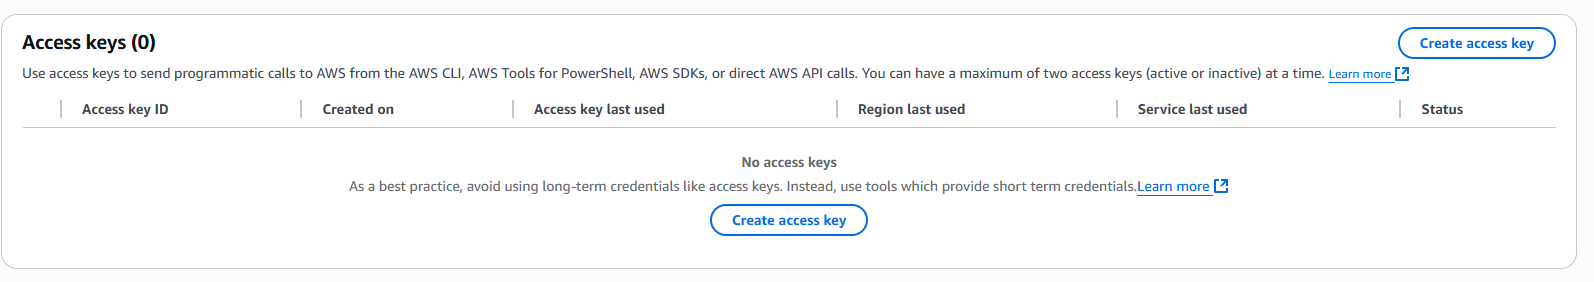 Access keys (0)
Create access key
Use access keys to send programmatic calls to AWS from the AWS CLI, AWS Tools for PowerShell, AWS SDKs, or direct AWS API calls. You can have a maximum of two access keys (active or inactive) at a time. Learn more
Access key ID Created on Access key last used Region last used Service last used Status
No access keys
As a best practice, avoid using long-term credentials like access keys. Instead, use tools which provide short term credentials.Learn more
Create access key